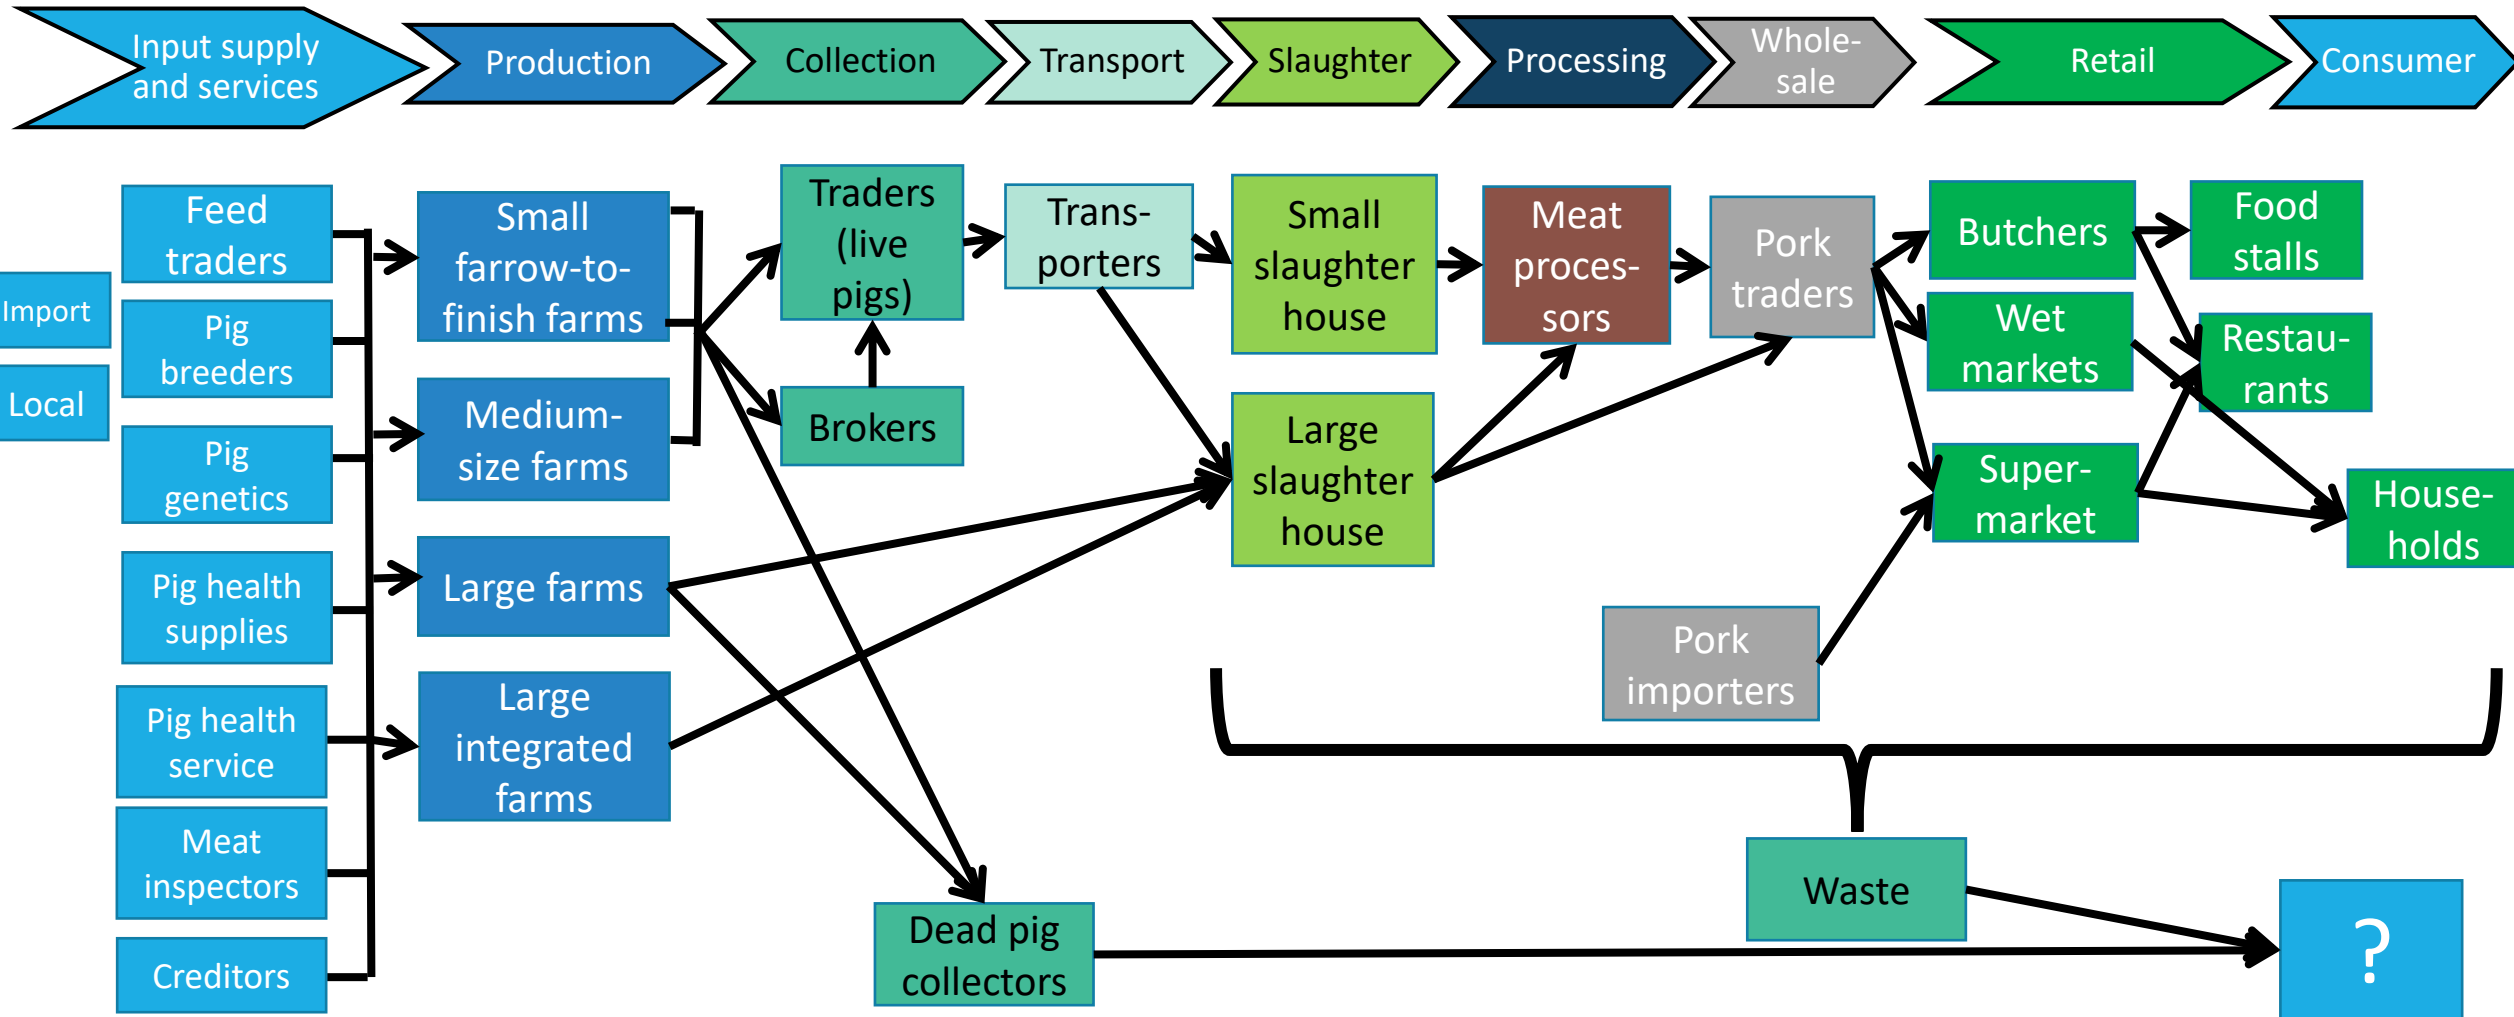 Input supply
and services
Production
Collection
Transport
Slaughter
Processing
Whole-
sale
Retail
Consumer
Feed
traders
Import
Pig
breeders
Local
Pig
genetics
Pig health
supplies
Pig health
service
Meat
inspectors
Creditors
Small
farrow-to-
finish farms
Medium-
size farms
Large farms
Large
integrated
farms
Traders
(live
pigs)
Brokers
Dead pig
collectors
Trans-
porters
Small
slaughter
house
Large
slaughter
house
Meat
proces-
sors
Pork
traders
Pork
importers
Butchers
Wet
markets
Super-
market
Food
stalls
Restau-
rants
House-
holds
Waste
?